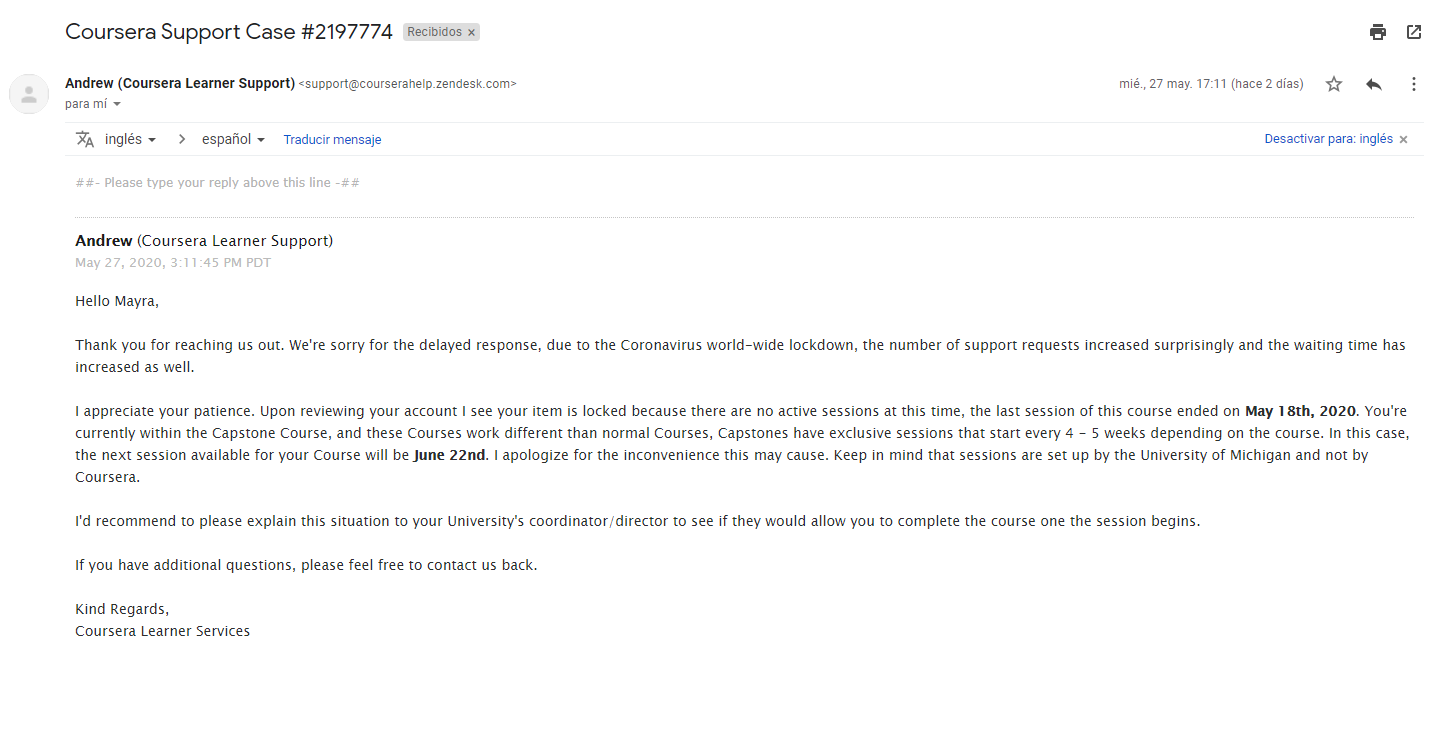 Coursera Support Case #2197774 Recibidos ×
Andrew (Coursera Learner Support) <support@courserahelp.zendesk.com> mié., 27 may. 17:11 (hace 2 días)
para mí
inglés > español Traducir mensaje Desactivar para: inglés ×
##- Please type your reply above this line -##
Andrew (Coursera Learner Support)
May 27, 2020, 3:11:45 PM PDT
Hello Mayra,
Thank you for reaching us out. We're sorry for the delayed response, due to the Coronavirus world-wide lockdown, the number of support requests increased surprisingly and the waiting time has
increased as well.
I appreciate your patience. Upon reviewing your account I see your item is locked because there are no active sessions at this time, the last session of this course ended on May 18th, 2020. You're
currently within the Capstone Course, and these Courses work different than normal Courses, Capstones have exclusive sessions that start every 4 - 5 weeks depending on the course. In this case,
the next session available for your Course will be June 22nd. I apologize for the inconvenience this may cause. Keep in mind that sessions are set up by the University of Michigan and not by
Coursera.
I'd recommend to please explain this situation to your University's coordinator/director to see if they would allow you to complete the course one the session begins.
If you have additional questions, please feel free to contact us back.
Kind Regards,
Coursera Learner Services